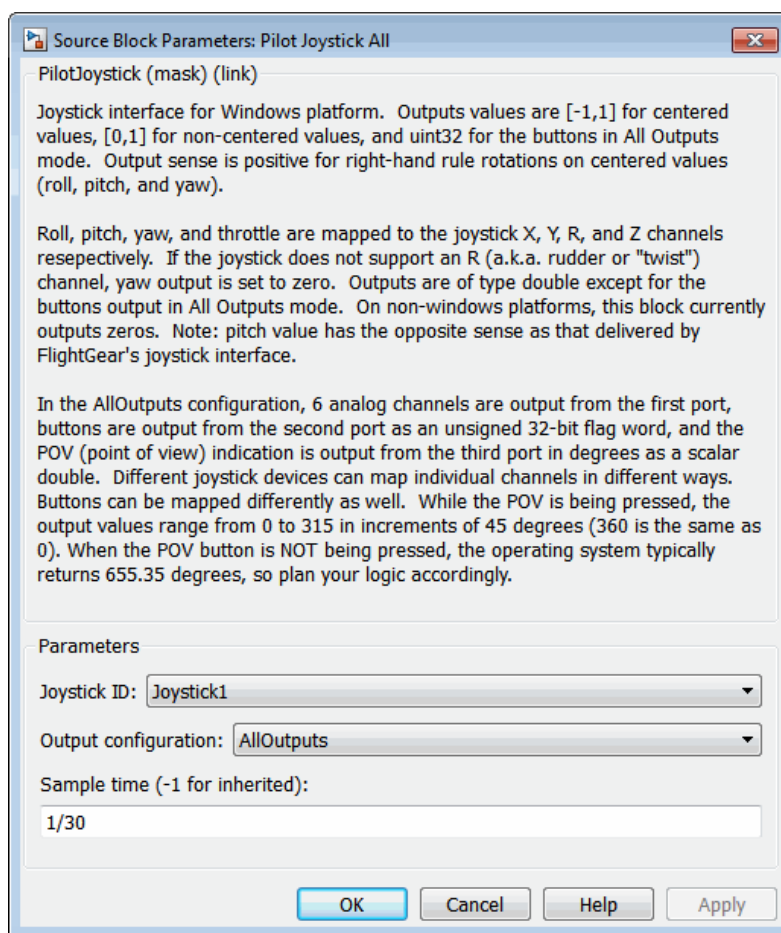 Source Block Parameters: Pilot Joystick All
PilotJoystick (mask) (link)
Joystick interface for Windows platform.  Outputs values are [-1,1] for centered
values, [0,1] for non-centered values, and uint32 for the buttons in All Outputs
mode.  Output sense is positive for right-hand rule rotations on centered values
(roll, pitch, and yaw).
Roll, pitch, yaw, and throttle are mapped to the joystick X, Y, R, and Z channels
resepectively.  If the joystick does not support an R (a.k.a. rudder or "twist")
channel, yaw output is set to zero.  Outputs are of type double except for the
buttons output in All Outputs mode.  On non-windows platforms, this block currently
outputs zeros.  Note: pitch value has the opposite sense as that delivered by
FlightGear's joystick interface.
In the AllOutputs configuration, 6 analog channels are output from the first port,
buttons are output from the second port as an unsigned 32-bit flag word, and the
POV (point of view) indication is output from the third port in degrees as a scalar
double.  Different joystick devices can map individual channels in different ways.
Buttons can be mapped differently as well.  While the POV is being pressed, the
output values range from 0 to 315 in increments of 45 degrees (360 is the same as
0). When the POV button is NOT being pressed, the operating system typically
returns 655.35 degrees, so plan your logic accordingly.
Parameters
Joystick ID: Joystick1
Output configuration: AllOutputs
Sample time (-1 for inherited):
1/30
OK Cancel Help Apply